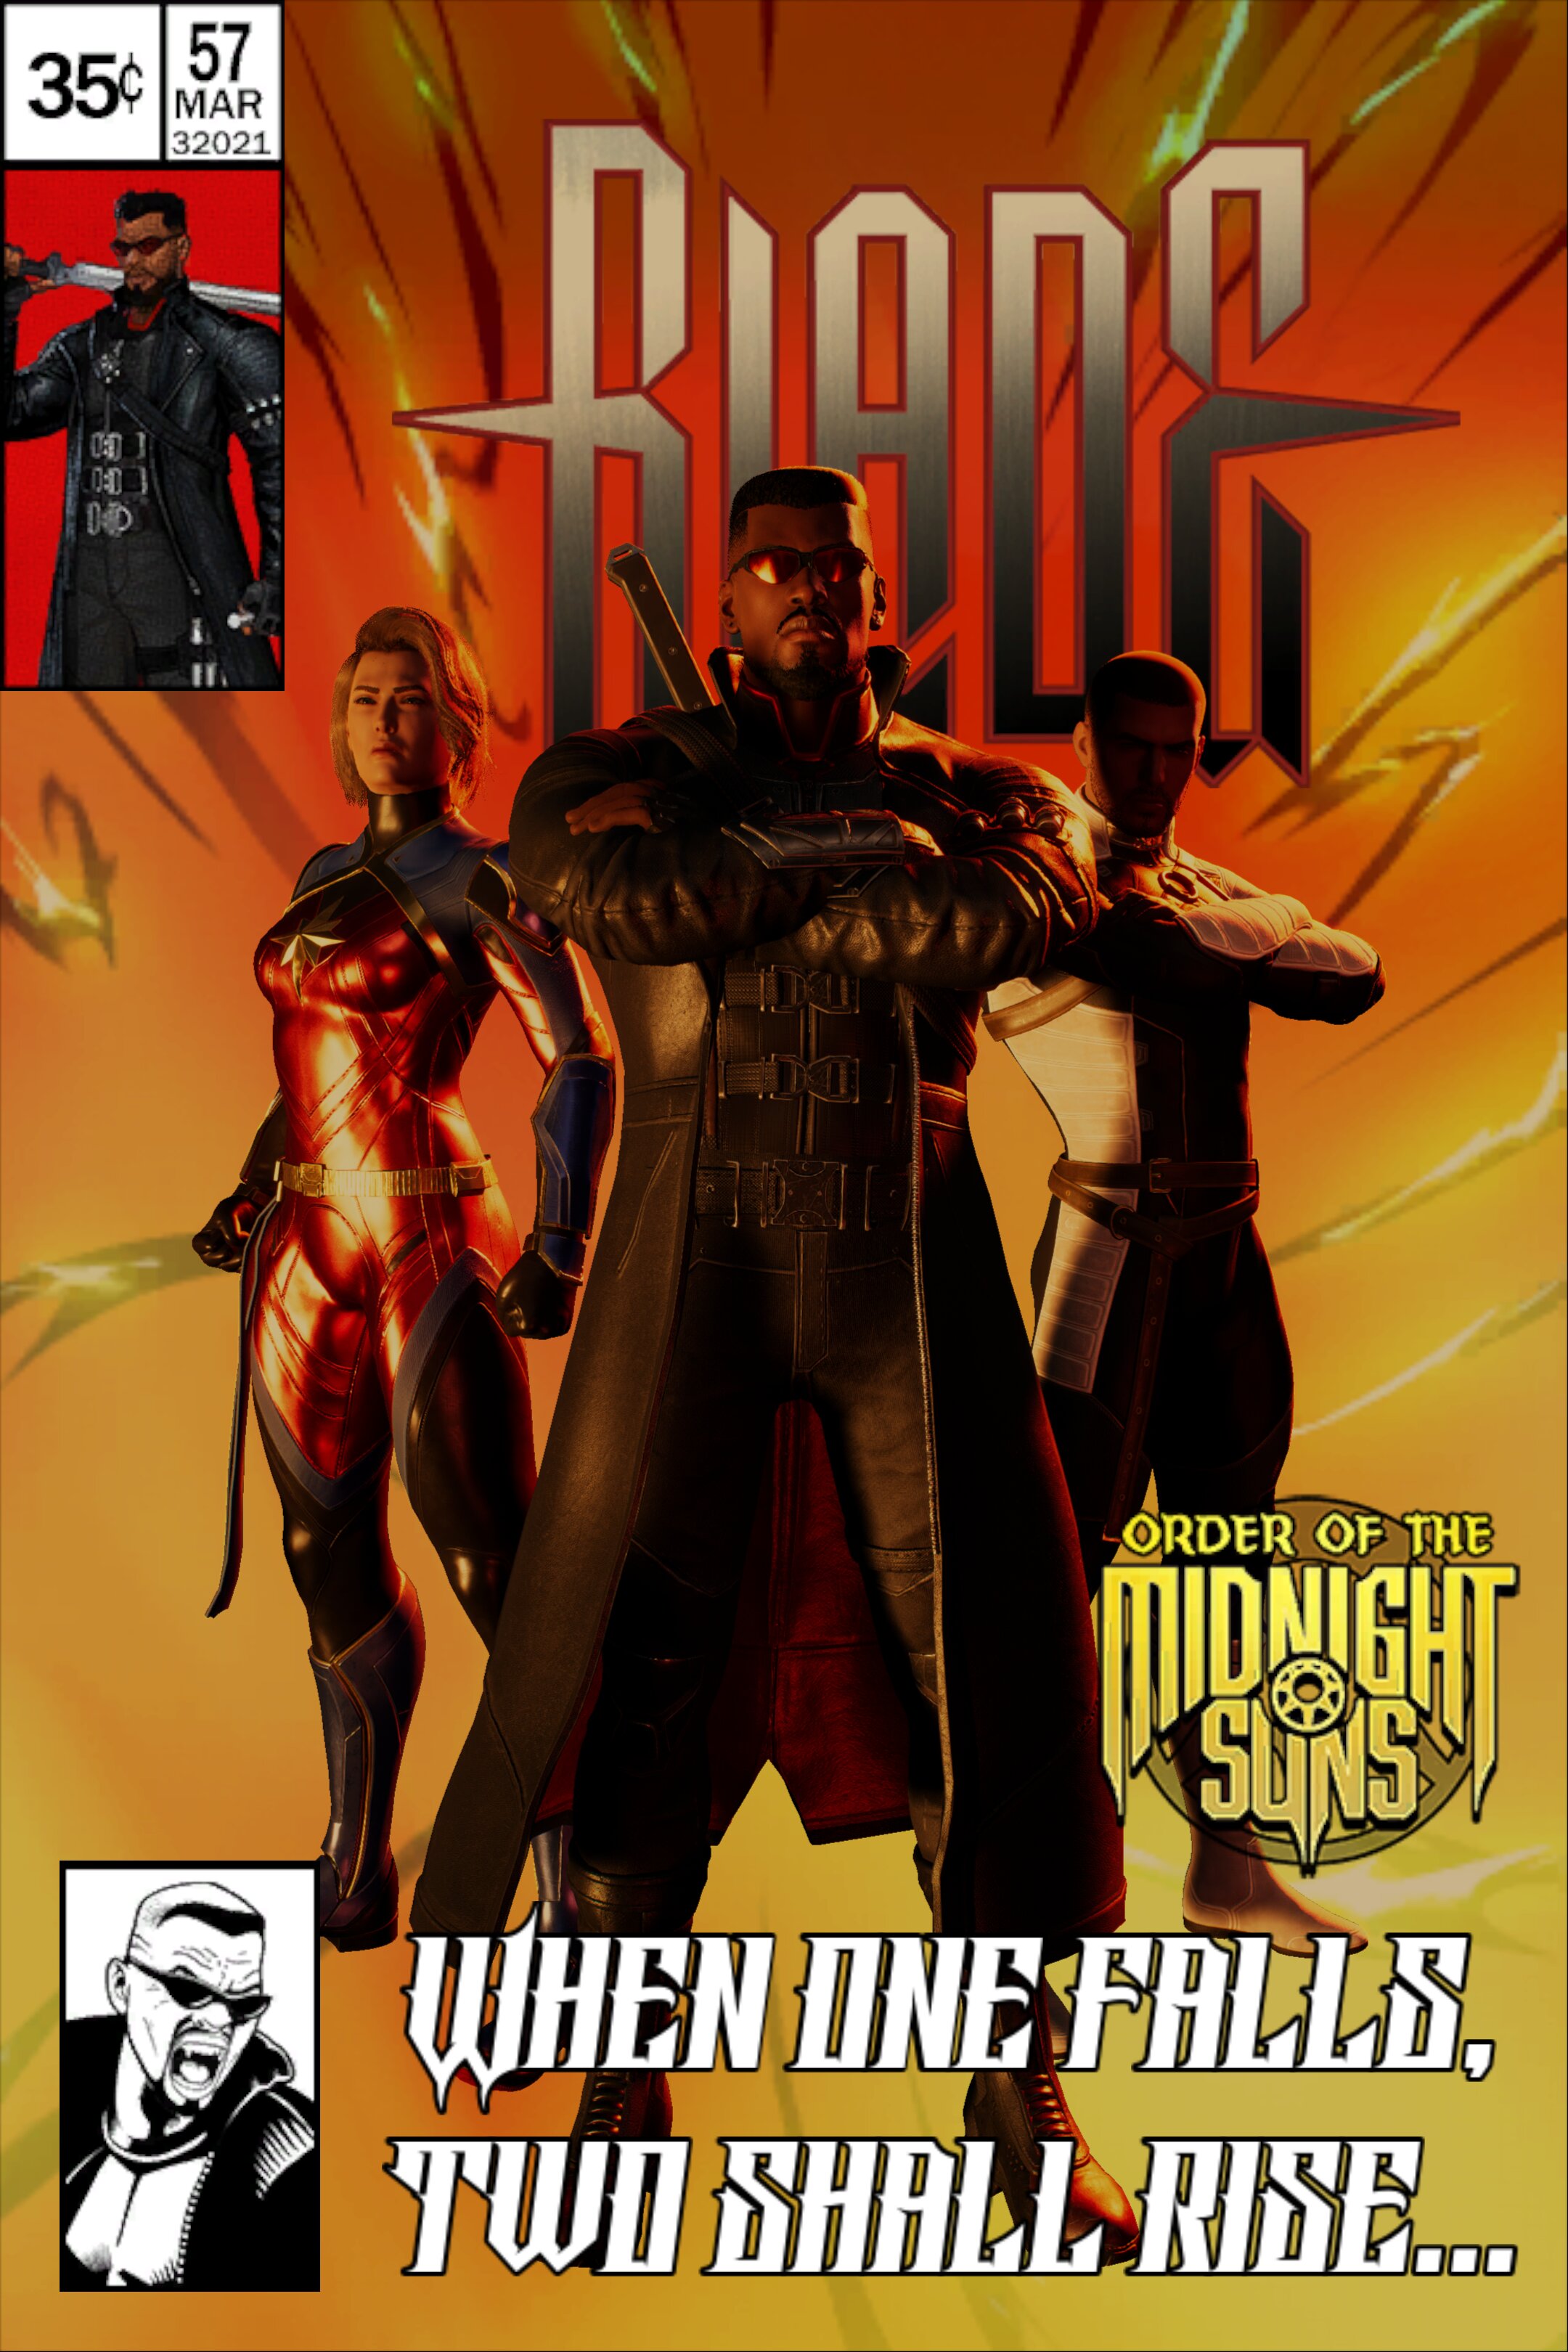 35¢
57
MAR
32021
BLADE
ORDER OF THE
MIDNIGHT
SUNS
WHEN ONE FALLS,
TWO SHALL RISE...